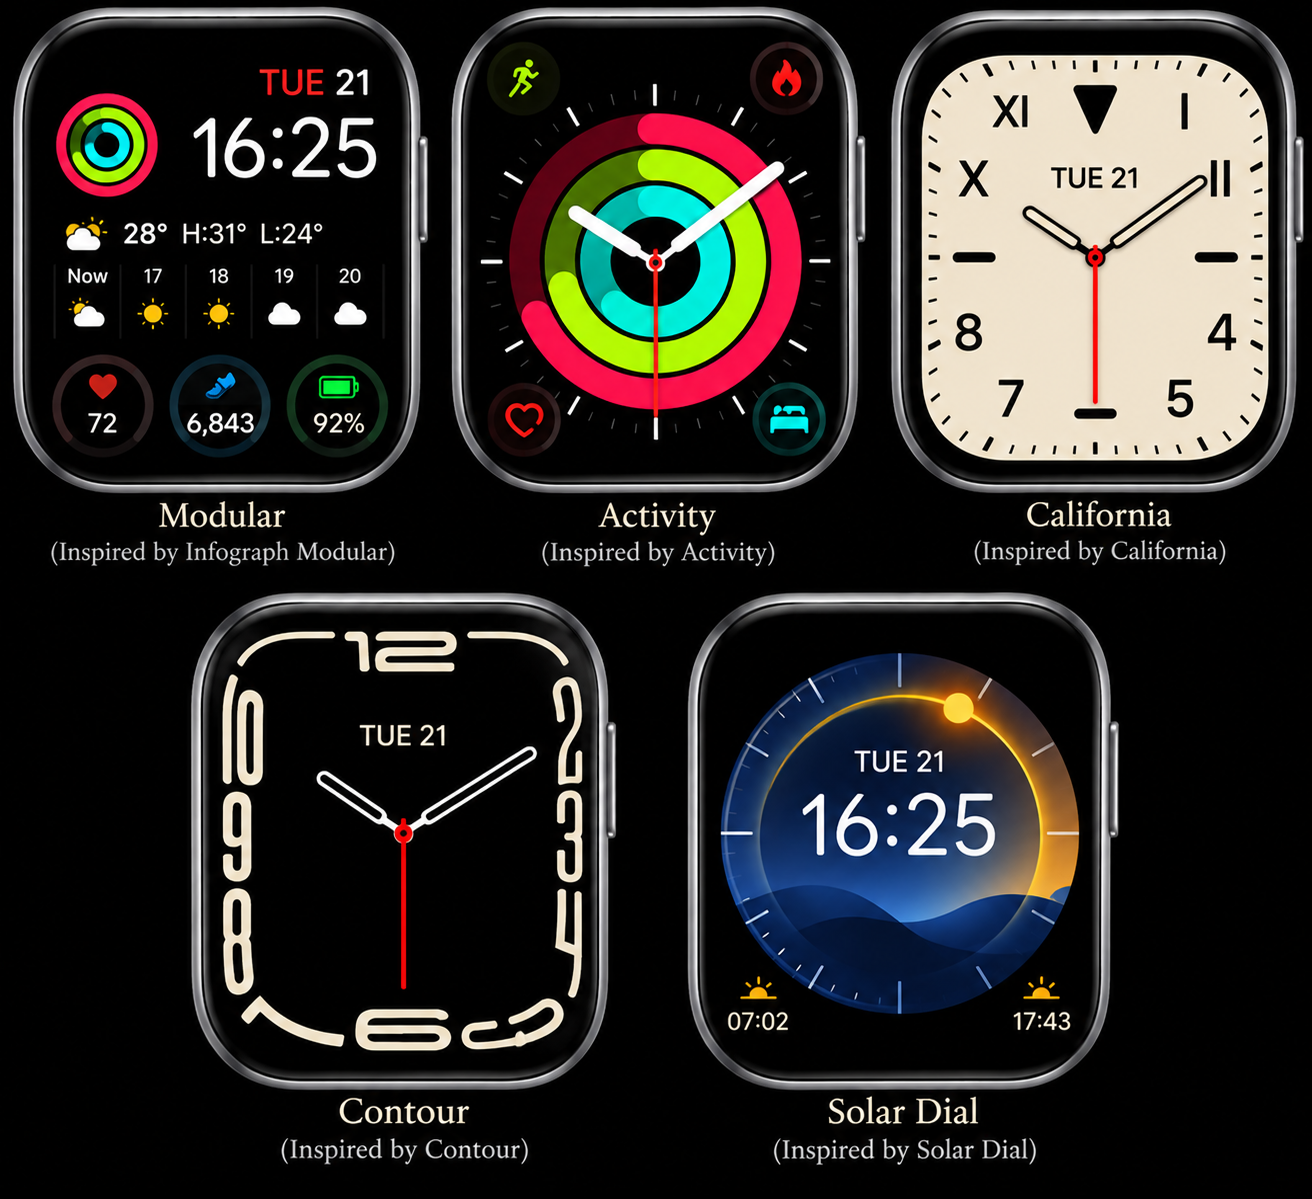 TUE 21
16:25
28° H:31° L:24°
Now 17 18 19 20
72 6,843 92%
Modular
(Inspired by Infograph Modular)
Activity
(Inspired by Activity)
XI I
X TUE 21 II
8 4
7 5
California
(Inspired by California)
12
10 2
TUE 21
9 3
8 4
7 6 5
Contour
(Inspired by Contour)
TUE 21
16:25
07:02 17:43
Solar Dial
(Inspired by Solar Dial)